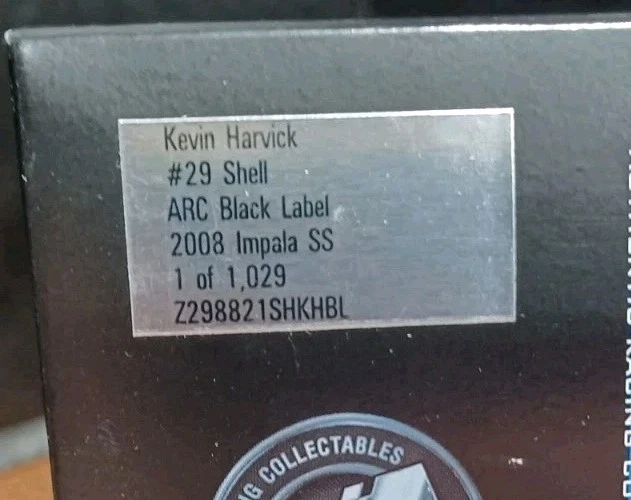 Kevin Harvick
#29 Shell
ARC Black Label
2008 Impala SS
1 of 1,029
Z298821SHKHBL
COLLECTABLES